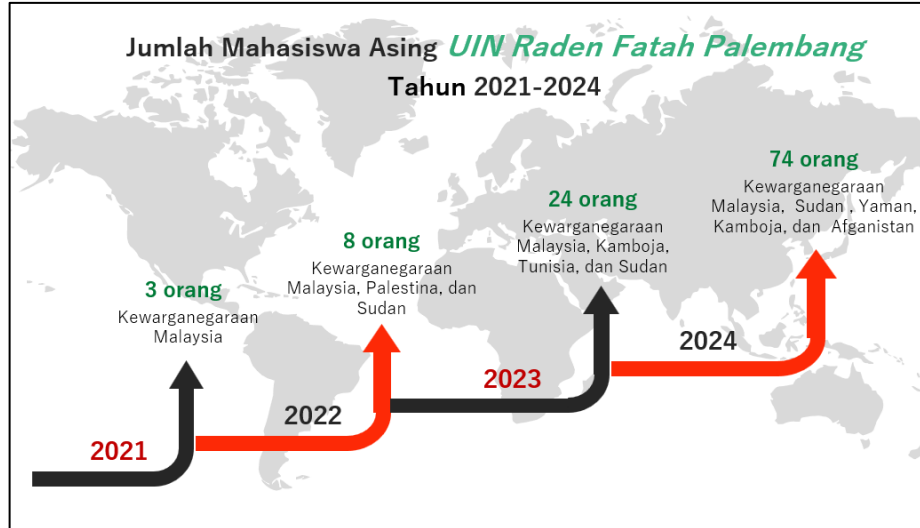 Jumlah Mahasiswa Asing UIN Raden Fatah Palembang
Tahun 2021-2024
3 orang
Kewarganegaraan
Malaysia
2021
8 orang
Kewarganegaraan
Malaysia, Palestina, dan
Sudan
2022
24 orang
Kewarganegaraan
Malaysia, Kamboja,
Tunisia, dan Sudan
2023
74 orang
Kewarganegaraan
Malaysia, Sudan , Yaman,
Kamboja, dan Afganistan
2024